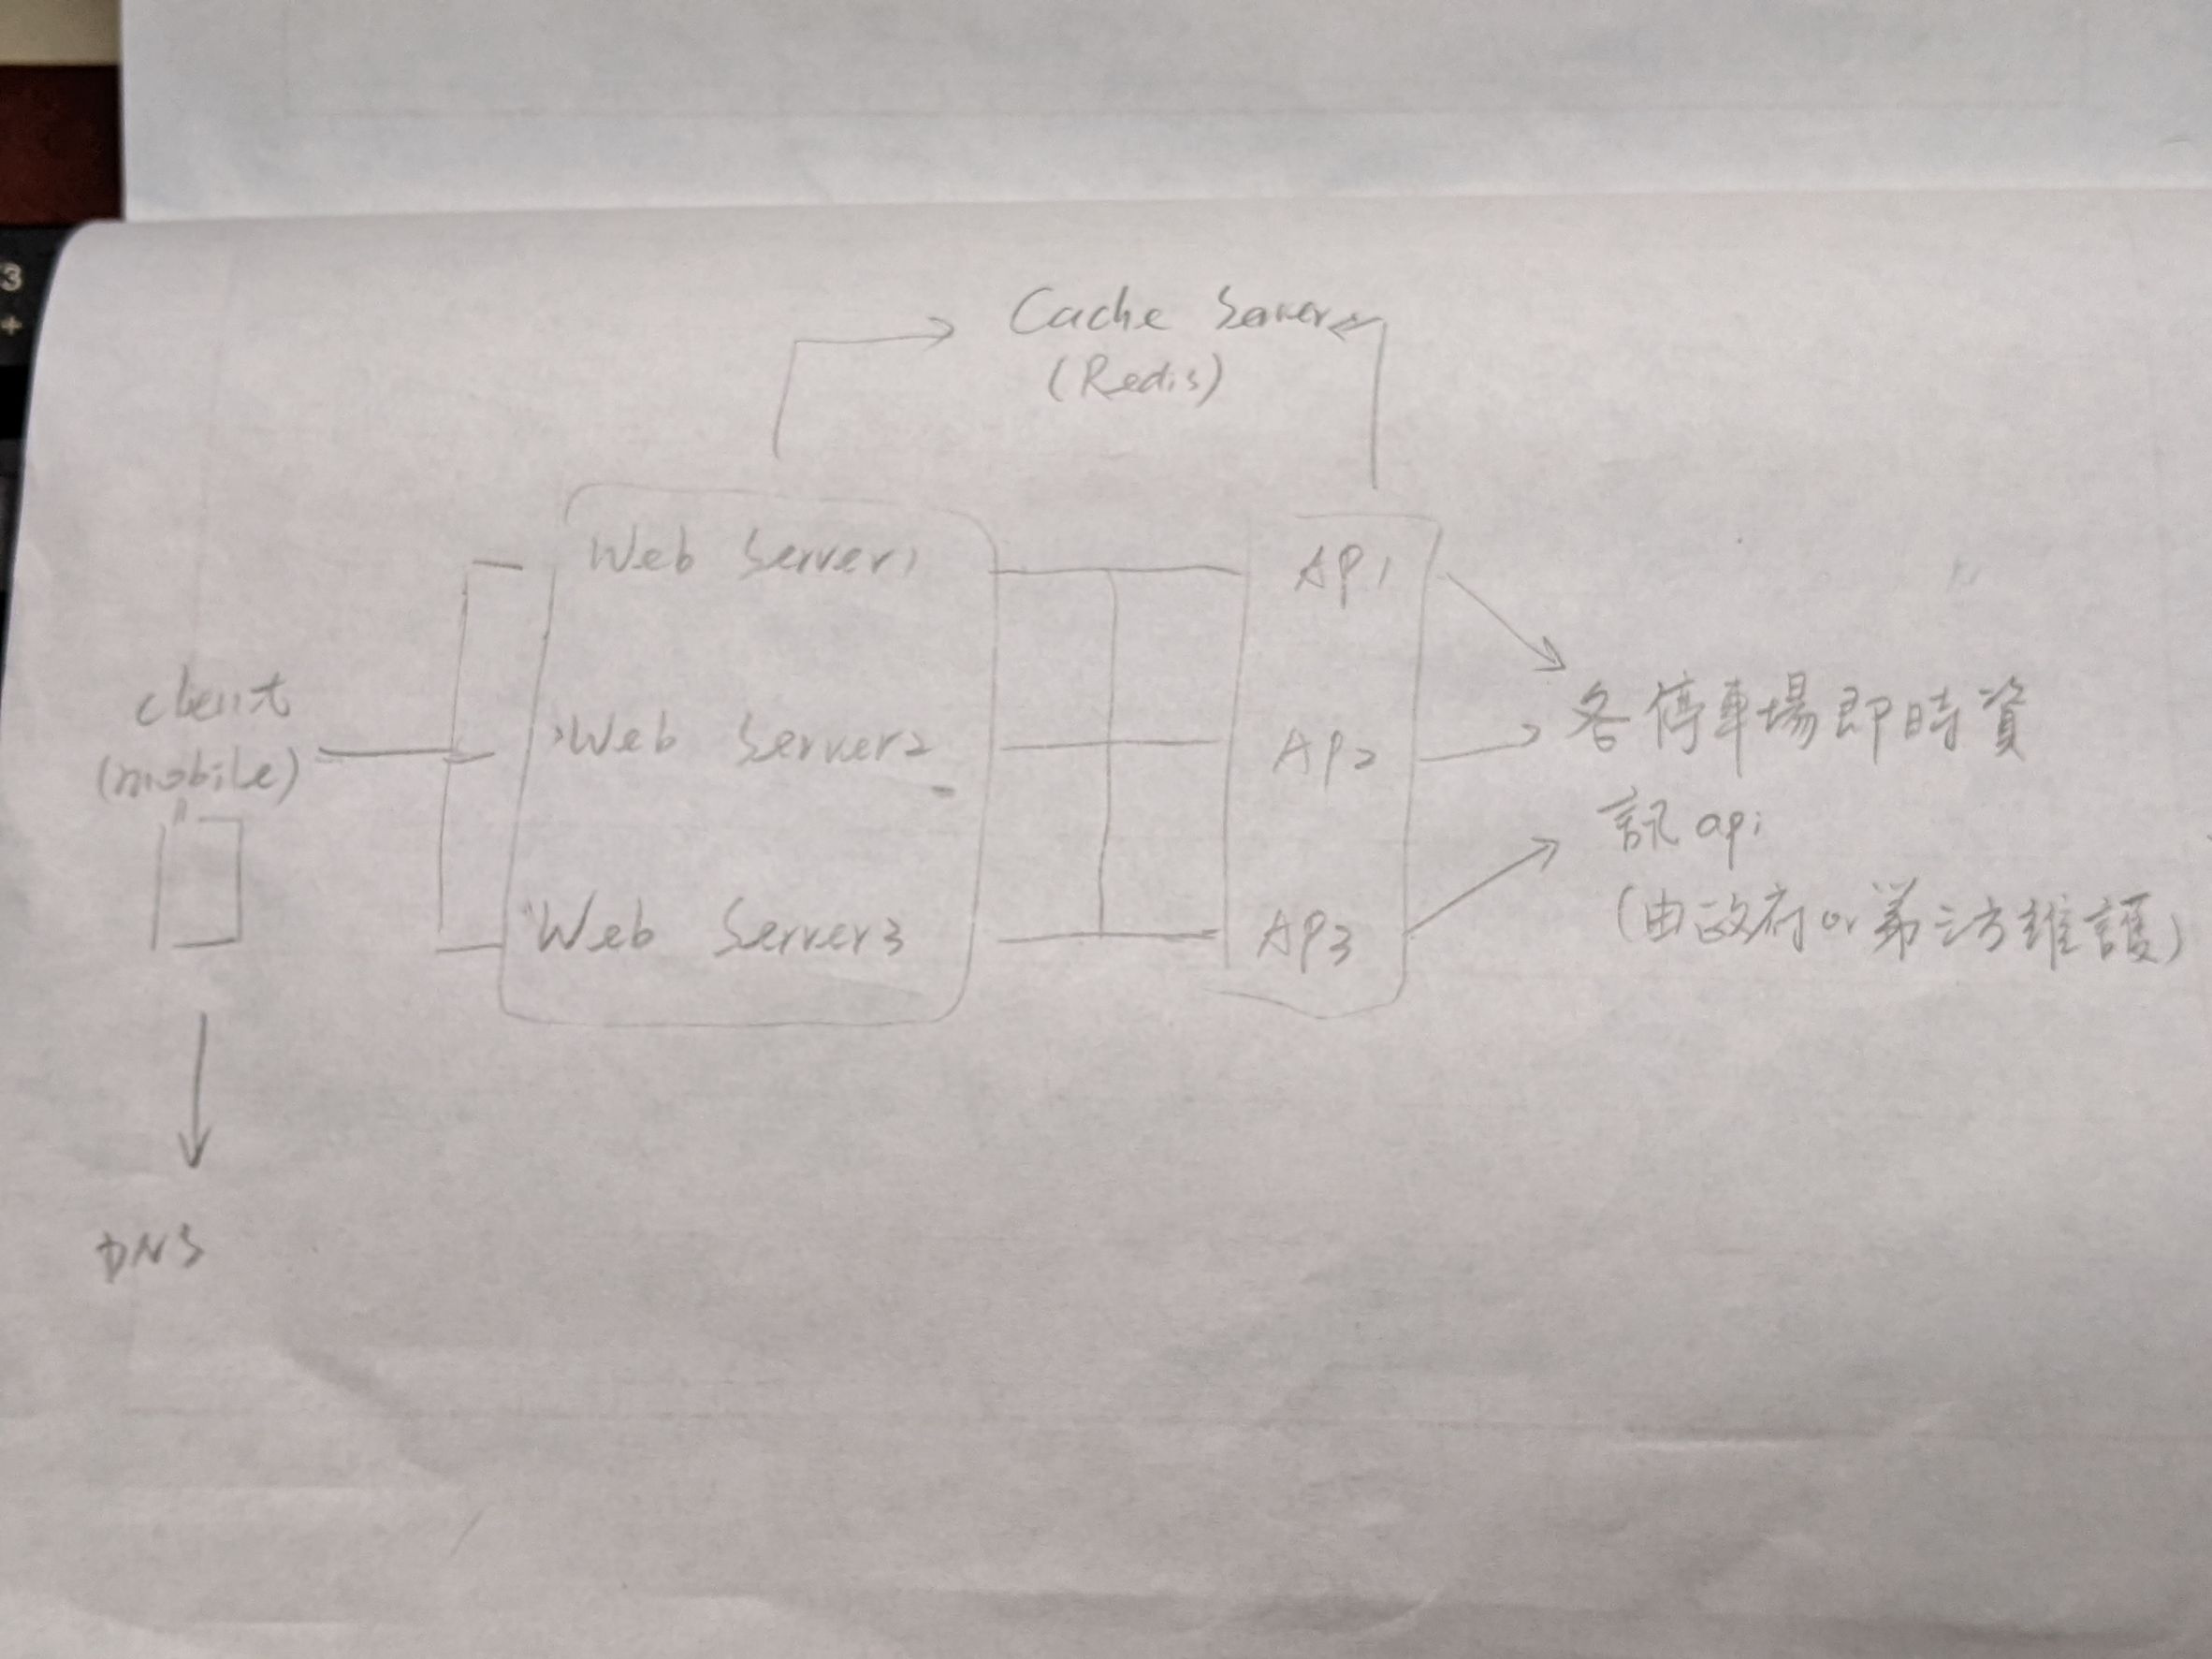 Cache Server
(Redis)
Web Server1
AP1
client
(mobile)
Web Server2
AP2
各停車場即時資
訊api
(由政府or第三方維護)
Web Server3
AP3
DNS
3
+